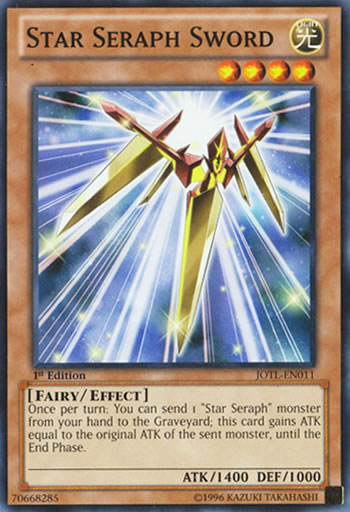 STAR SERAPH SWORD
LIGHT
光
1st Edition
JOTL-EN011
[FAIRY/EFFECT]
Once per turn: You can send 1 "Star Seraph" monster
from your hand to the Graveyard; this card gains ATK
equal to the original ATK of the sent monster, until the
End Phase.
ATK/1400 DEF/1000
70668285
©1996 KAZUKI TAKAHASHI